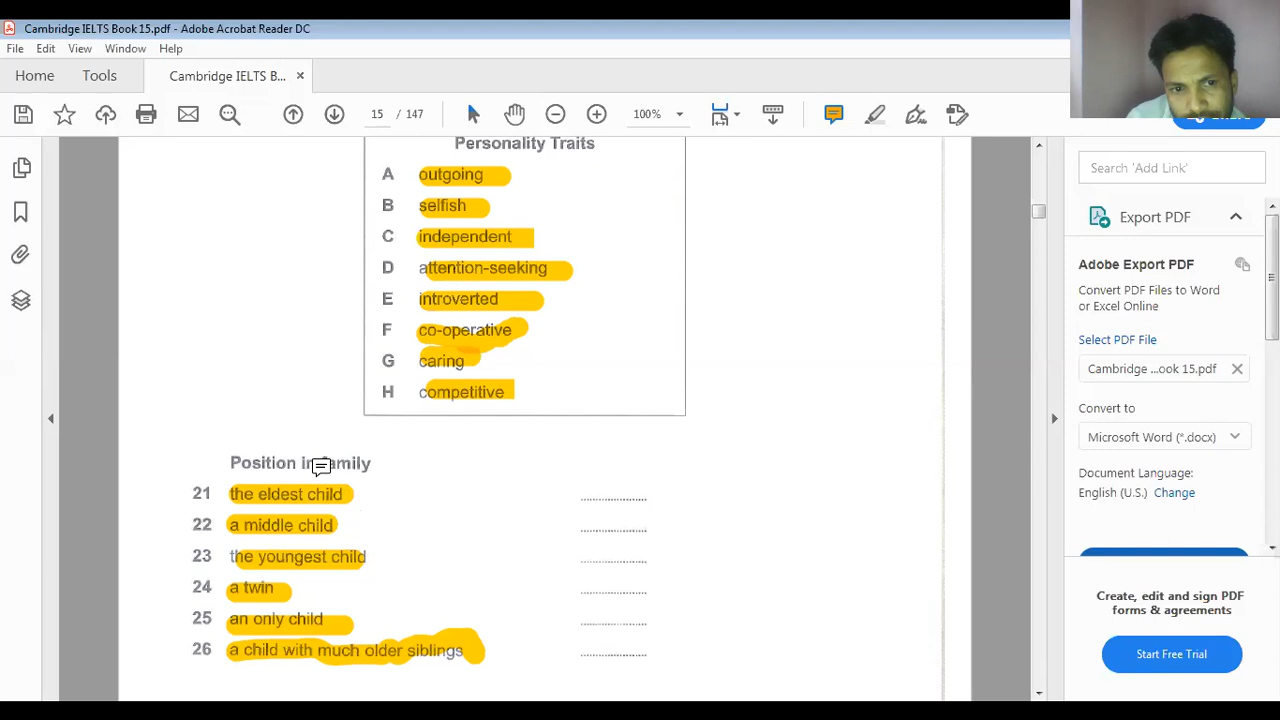 Cambridge IELTS Book 15.pdf - Adobe Acrobat Reader DC
File Edit View Window Help
Home Tools Cambridge IELTS B... ×
15 / 147 100%
Search 'Add Link'
Export PDF
Adobe Export PDF
Convert PDF Files to Word
or Excel Online
Select PDF File
Cambridge ...ook 15.pdf
Convert to
Microsoft Word (*.docx)
Document Language:
English (U.S.) Change
Create, edit and sign PDF
forms & agreements
Start Free Trial
Personality Traits
A outgoing
B selfish
C independent
D attention-seeking
E introverted
F co-operative
G caring
H competitive
Position in family
21 the eldest child ....................
22 a middle child ....................
23 the youngest child ....................
24 a twin ....................
25 an only child ....................
26 a child with much older siblings ....................